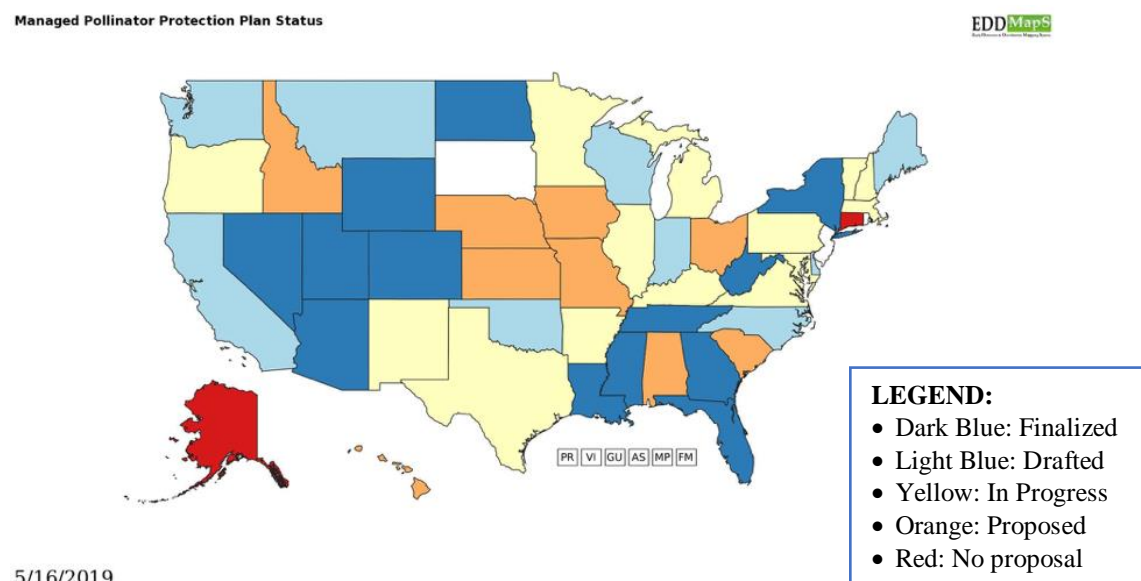 Managed Pollinator Protection Plan Status
EDDMapS
PR VI GU AS MP FM
LEGEND:
• Dark Blue: Finalized
• Light Blue: Drafted
• Yellow: In Progress
• Orange: Proposed
• Red: No proposal
5/16/2019